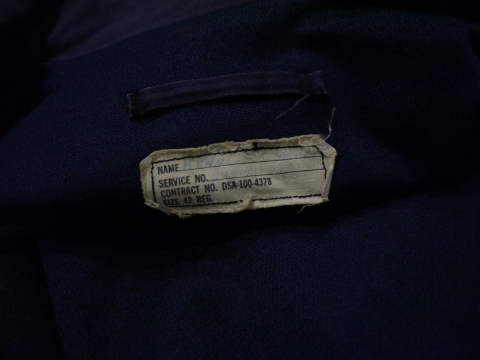 NAME
SERVICE NO.
CONTRACT NO. DSA-100-4378
SIZE 42 REG.